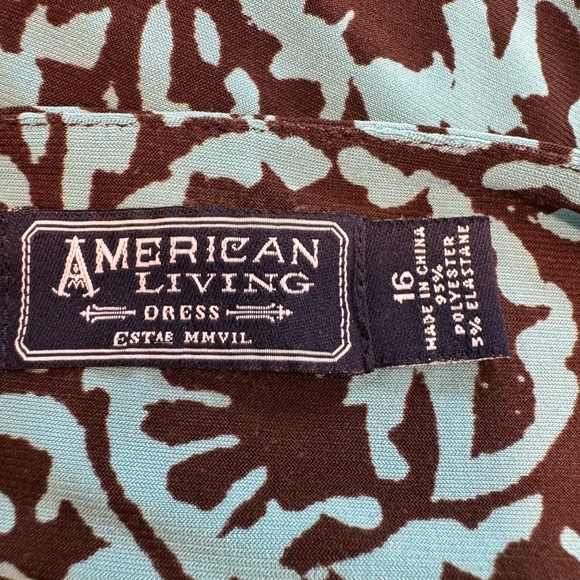 AMERICAN
LIVING
DRESS
ESTAB MMVII.
16
MADE IN CHINA
95%
POLYESTER
5% ELASTANE